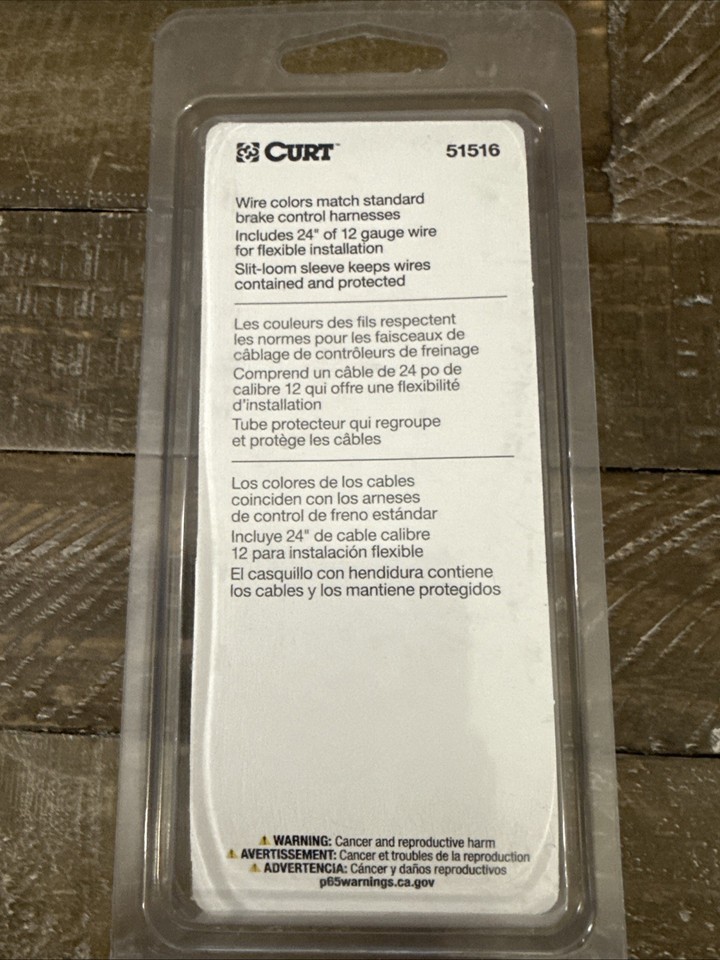 CURT™ 51516
Wire colors match standard
brake control harnesses
Includes 24" of 12 gauge wire
for flexible installation
Slit-loom sleeve keeps wires
contained and protected
Les couleurs des fils respectent
les normes pour les faisceaux de
câblage de contrôleurs de freinage
Comprend un câble de 24 po de
calibre 12 qui offre une flexibilité
d'installation
Tube protecteur qui regroupe
et protège les câbles
Los colores de los cables
coinciden con los arneses
de control de freno estándar
Incluye 24" de cable calibre
12 para instalación flexible
El casquillo con hendidura contiene
los cables y los mantiene protegidos
⚠ WARNING: Cancer and reproductive harm
⚠ AVERTISSEMENT: Cancer et troubles de la reproduction
⚠ ADVERTENCIA: Cáncer y daños reproductivos
p65warnings.ca.gov